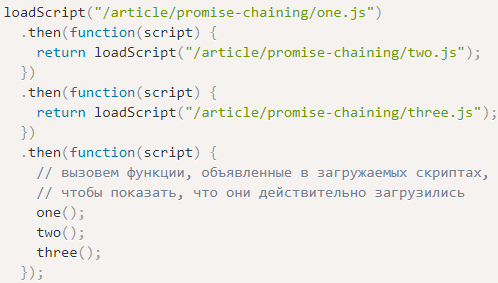 loadScript("/article/promise-chaining/one.js")
  .then(function(script) {
    return loadScript("/article/promise-chaining/two.js");
  })
  .then(function(script) {
    return loadScript("/article/promise-chaining/three.js");
  })
  .then(function(script) {
    // вызовем функции, объявленные в загружаемых скриптах,
    // чтобы показать, что они действительно загрузились
    one();
    two();
    three();
  });